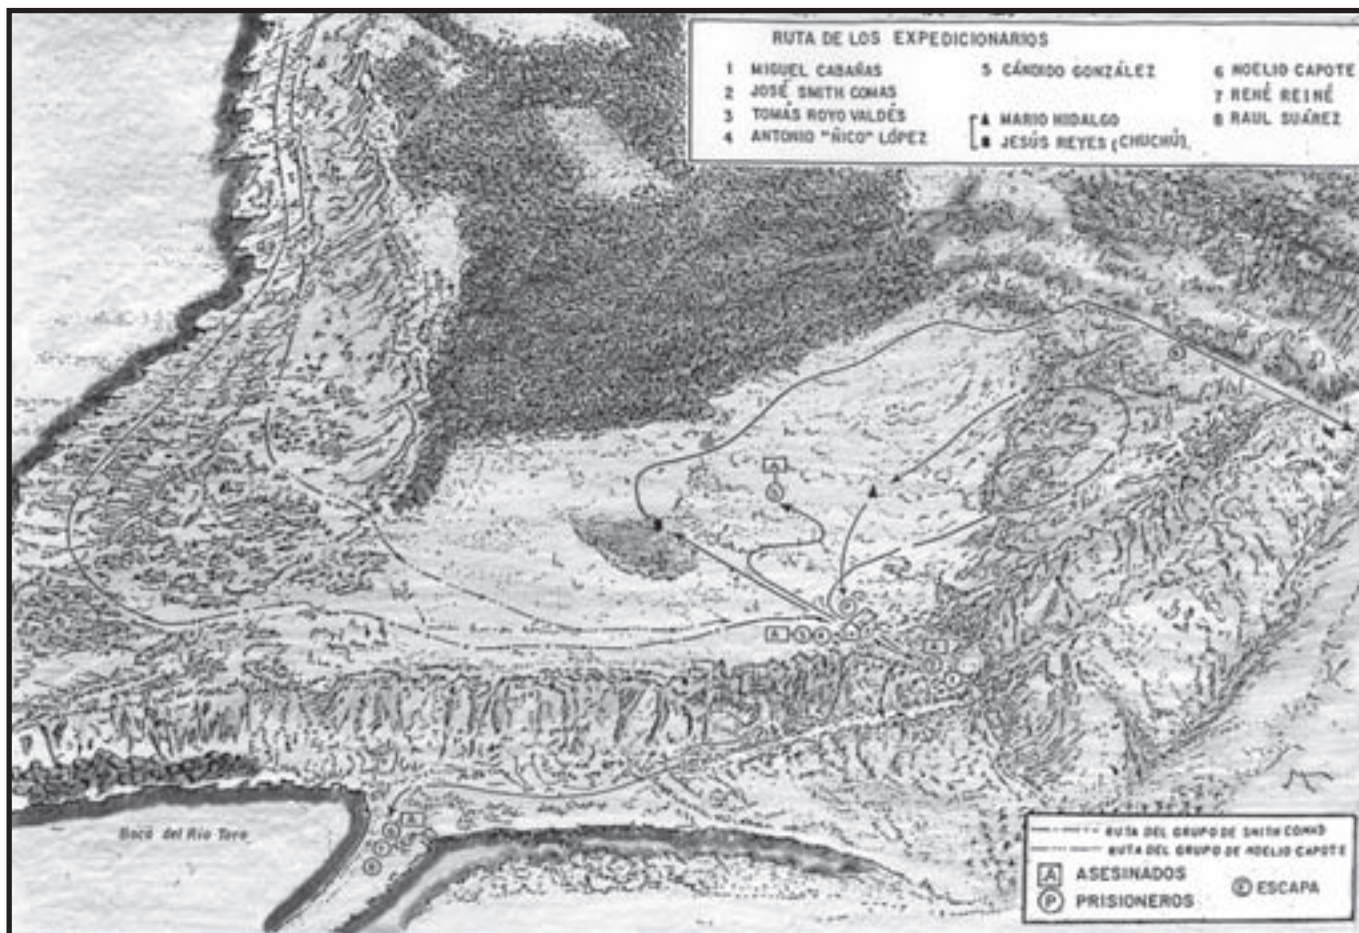 RUTA DE LOS EXPEDICIONARIOS
1 MIGUEL CABAÑAS
2 JOSÉ SMITH COMAS
3 TOMÁS ROYO VALDÉS
4 ANTONIO "ÑICO" LÓPEZ
5 CÁNDIDO GONZÁLEZ
▲ MARIO HIDALGO
■ JESÚS REYES (CHUCHÚ).
6 NOELIO CAPOTE
7 RENÉ REINÉ
8 RAUL SUÁREZ
A
A
A
A
Boca del Río Toro
RUTA DEL GRUPO DE SMITH COMAS
RUTA DEL GRUPO DE NOELIO CAPOTE
A ASESINADOS
P PRISIONEROS
E ESCAPA